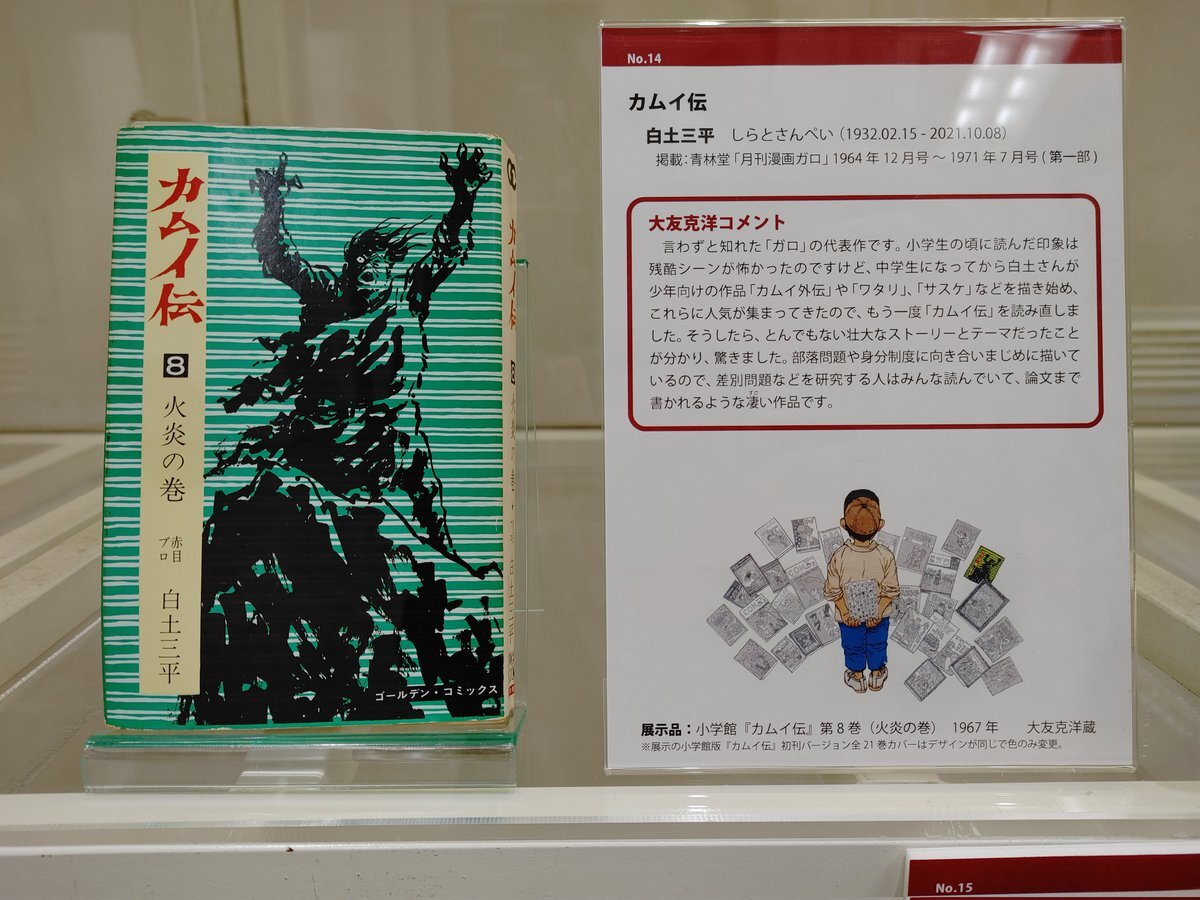 カムイ伝
8
火炎の巻
赤目プロ
白土三平
ゴールデン・コミックス
カムイ伝
8
火炎の巻
白土三平
No.14
カムイ伝
白土三平 しらとさんぺい (1932.02.15 - 2021.10.08)
掲載:青林堂「月刊漫画ガロ」1964年12月号〜1971年7月号(第一部)
大友克洋コメント
言わずと知れた「ガロ」の代表作です。小学生の頃に読んだ印象は
残酷シーンが怖かったのですけど、中学生になってから白土さんが
少年向けの作品「カムイ外伝」や「ワタリ」、「サスケ」などを描き始め、
これらに人気が集まってきたので、もう一度「カムイ伝」を読み直しま
した。そうしたら、とんでもない壮大なストーリーとテーマだったこと
が分かり、驚きました。部落問題や身分制度に向き合いまじめに描いて
いるので、差別問題などを研究する人はみんな読んでいて、論文まで
書かれるような凄い作品です。
展示品:小学館『カムイ伝』第8巻(火炎の巻) 1967年 大友克洋蔵
※展示の小学館版『カムイ伝』初刊バージョン全21巻カバーはデザインが同じで色のみ変更。
No.15